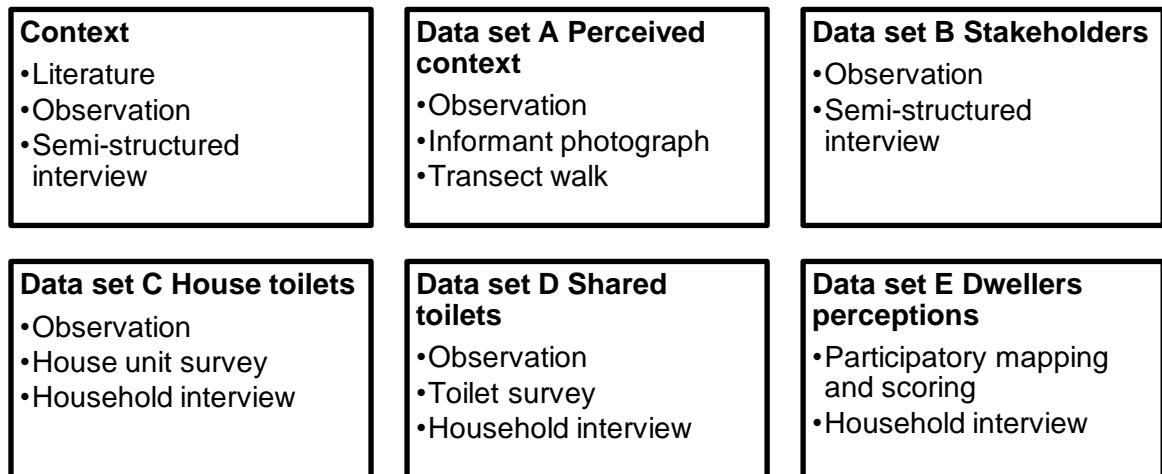 Context
•Literature
•Observation
•Semi-structured
interview
Data set A Perceived
context
•Observation
•Informant photograph
•Transect walk
Data set B Stakeholders
•Observation
•Semi-structured
interview
Data set C House toilets
•Observation
•House unit survey
•Household interview
Data set D Shared
toilets
•Observation
•Toilet survey
•Household interview
Data set E Dwellers
perceptions
•Participatory mapping
and scoring
•Household interview